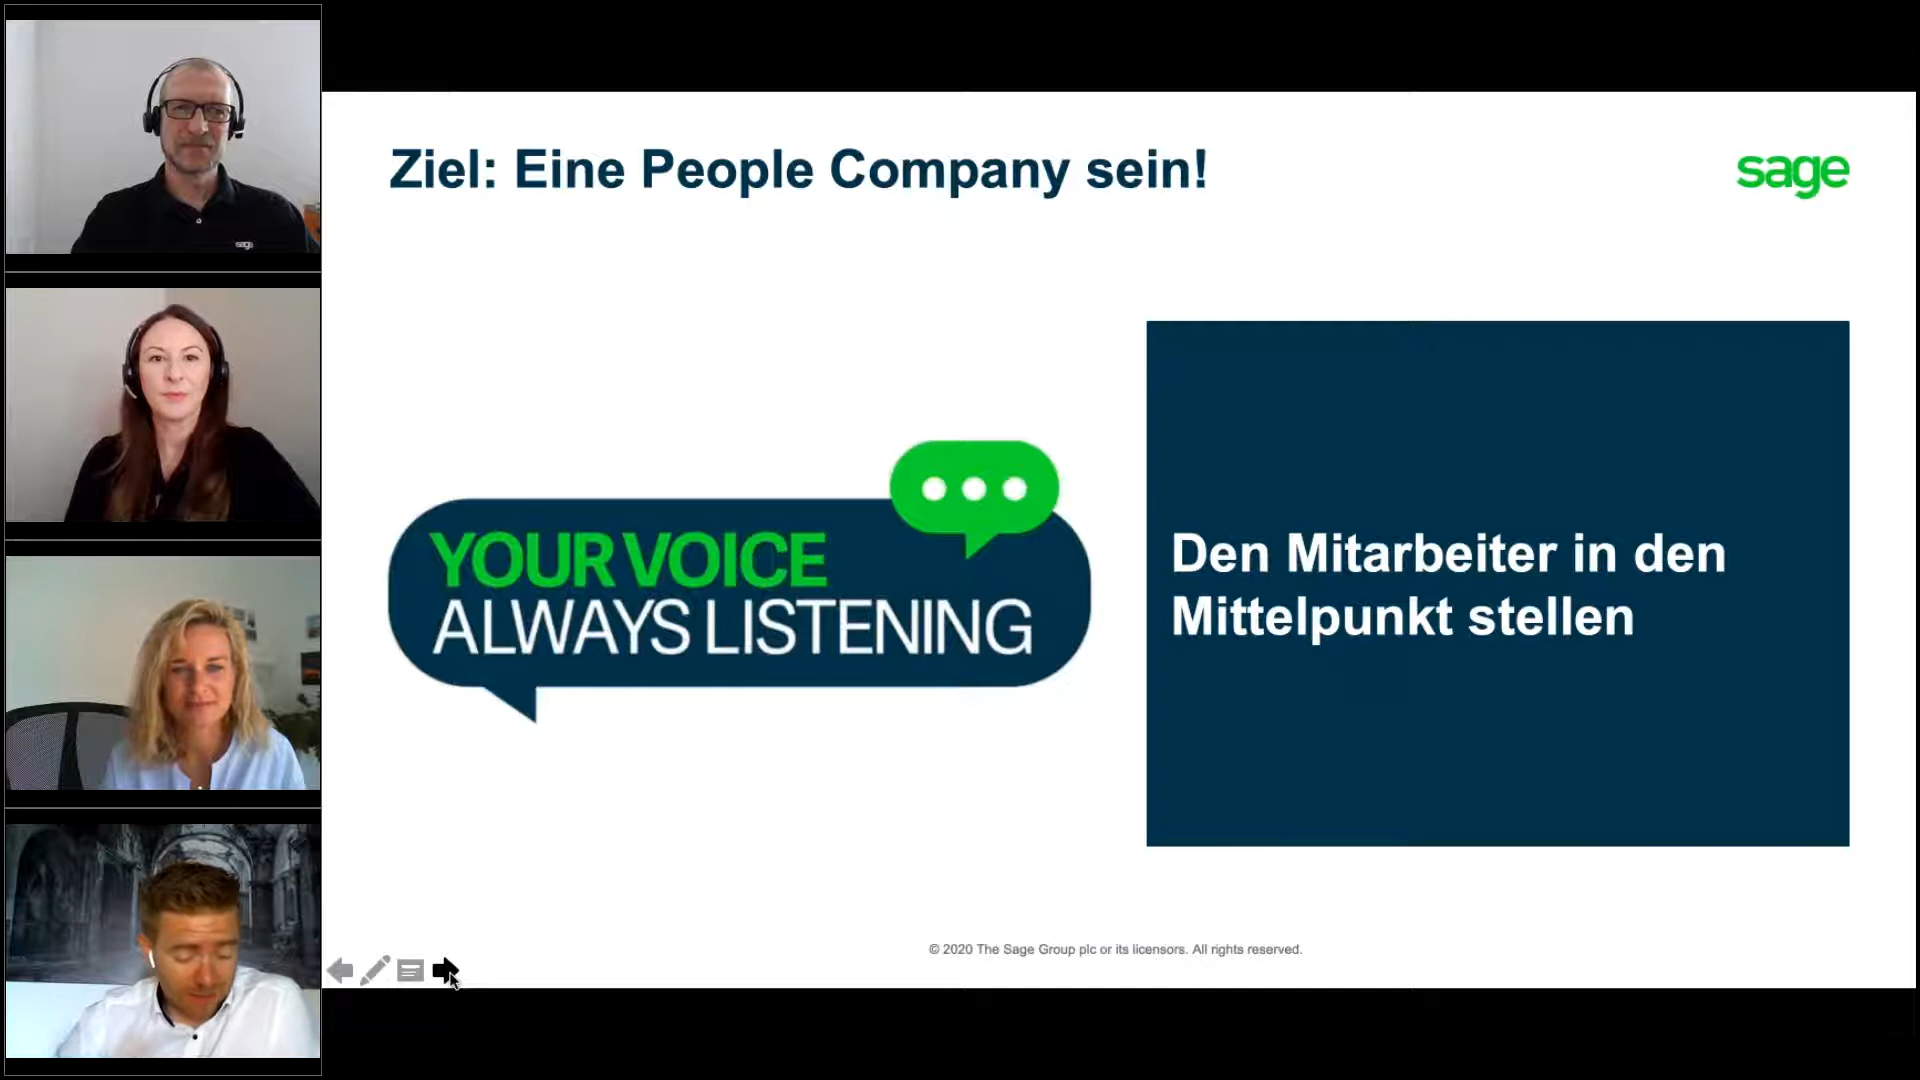 Ziel: Eine People Company sein!
sage
YOUR VOICE
ALWAYS LISTENING
Den Mitarbeiter in den
Mittelpunkt stellen
© 2020 The Sage Group plc or its licensors. All rights reserved.
sage